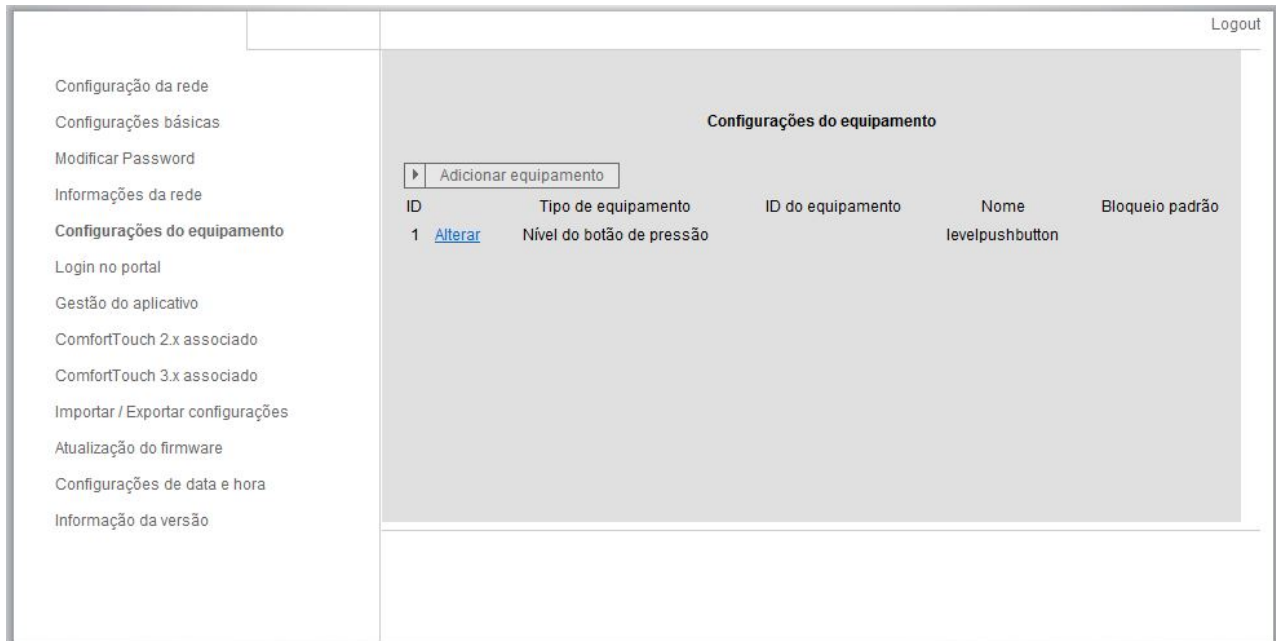 Logout
Configuração da rede
Configurações básicas
Modificar Password
Informações da rede
Configurações do equipamento
Login no portal
Gestão do aplicativo
ComfortTouch 2.x associado
ComfortTouch 3.x associado
Importar / Exportar configurações
Atualização do firmware
Configurações de data e hora
Informação da versão
Configurações do equipamento
Adicionar equipamento
ID Tipo de equipamento ID do equipamento Nome Bloqueio padrão
1 Alterar Nível do botão de pressão levelpushbutton